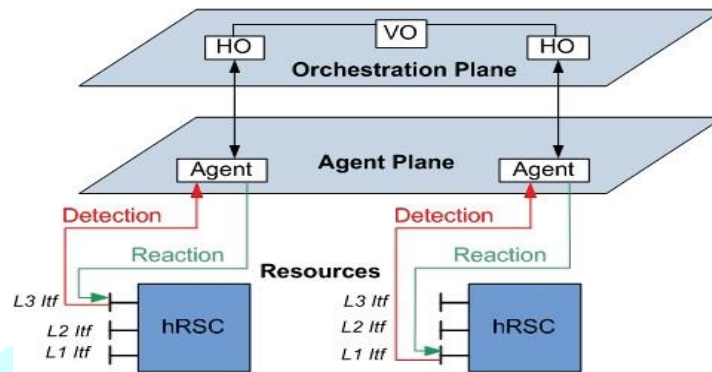 VO
HO HO
Orchestration Plane
Agent Plane
Agent Agent
Detection Detection
Reaction Reaction
Resources
L3 Itf L3 Itf
L2 Itf hRSC L2 Itf hRSC
L1 Itf L1 Itf